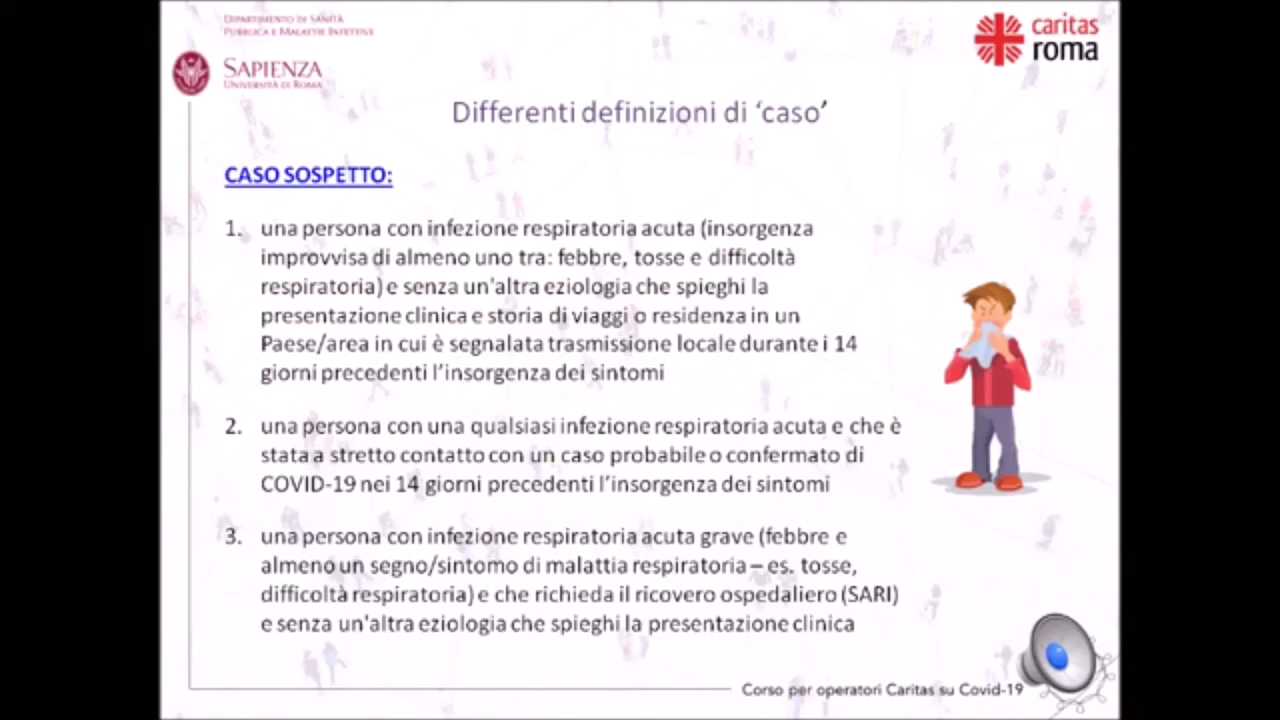 DIPARTIMENTO DI SANITÀ
PUBBLICA E MALATTIE INFETTIVE
SAPIENZA
UNIVERSITÀ DI ROMA
caritas
roma
Differenti definizioni di ‘caso’
CASO SOSPETTO:
1. una persona con infezione respiratoria acuta (insorgenza
improvvisa di almeno uno tra: febbre, tosse e difficoltà
respiratoria) e senza un'altra eziologia che spieghi la
presentazione clinica e storia di viaggi o residenza in un
Paese/area in cui è segnalata trasmissione locale durante i 14
giorni precedenti l’insorgenza dei sintomi
2. una persona con una qualsiasi infezione respiratoria acuta e che è
stata a stretto contatto con un caso probabile o confermato di
COVID-19 nei 14 giorni precedenti l’insorgenza dei sintomi
3. una persona con infezione respiratoria acuta grave (febbre e
almeno un segno/sintomo di malattia respiratoria – es. tosse,
difficoltà respiratoria) e che richieda il ricovero ospedaliero (SARI)
e senza un'altra eziologia che spieghi la presentazione clinica
Corso per operatori Caritas su Covid-19